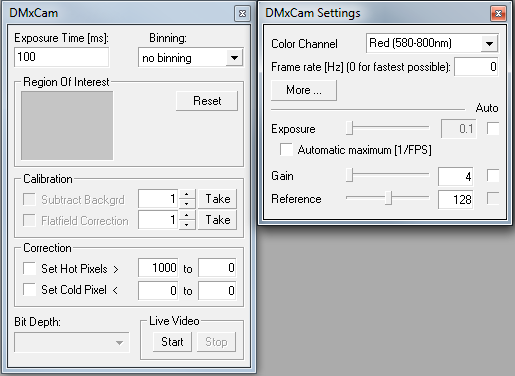 DMxCam
Exposure Time [ms]:
Binning:
100
no binning
Region Of Interest
Reset
Calibration
Subtract Backgrd
1
Take
Flatfield Correction
1
Take
Correction
Set Hot Pixels >
1000
to
0
Set Cold Pixel <
0
to
0
Bit Depth:
Live Video
Start
Stop
DMxCam Settings
Color Channel
Red (580-800nm)
Frame rate [Hz] (0 for fastest possible):
0
More ...
Auto
Exposure
0.1
Automatic maximum [1/FPS]
Gain
4
Reference
128